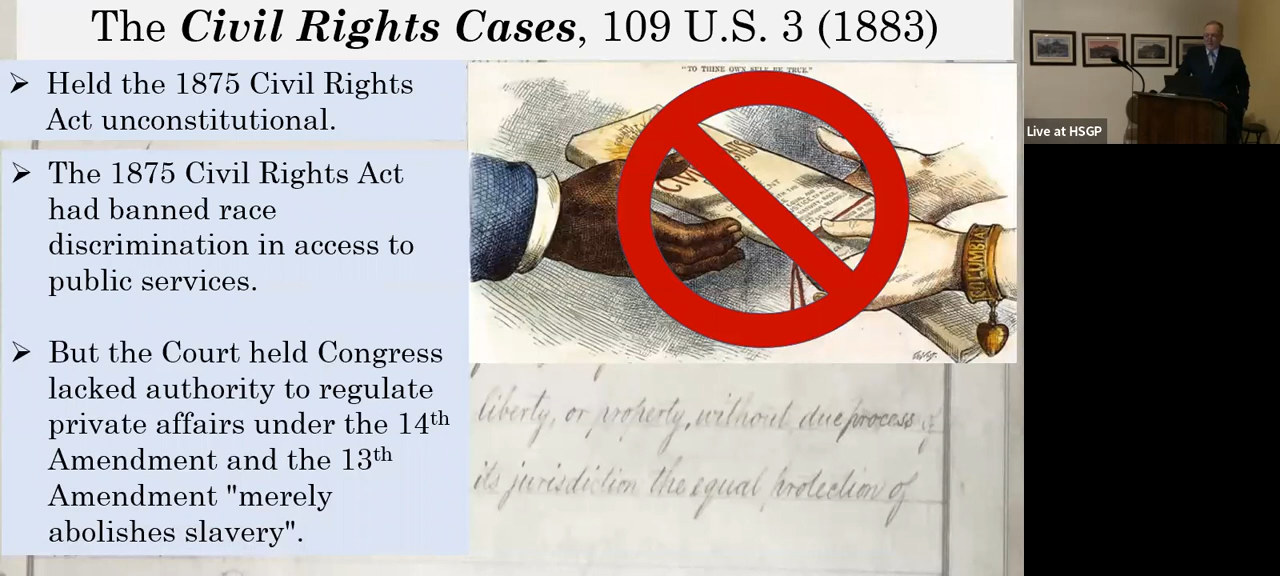 The Civil Rights Cases, 109 U.S. 3 (1883)
➢ Held the 1875 Civil Rights
Act unconstitutional.
➢ The 1875 Civil Rights Act
had banned race
discrimination in access to
public services.
➢ But the Court held Congress
lacked authority to regulate
private affairs under the 14th
Amendment and the 13th
Amendment "merely
abolishes slavery".
"TO THINE OWN SELF BE TRUE."
CIVIL
COLUMBIA
liberty, or property, without due process of
its jurisdiction the equal protection of
Live at HSGP